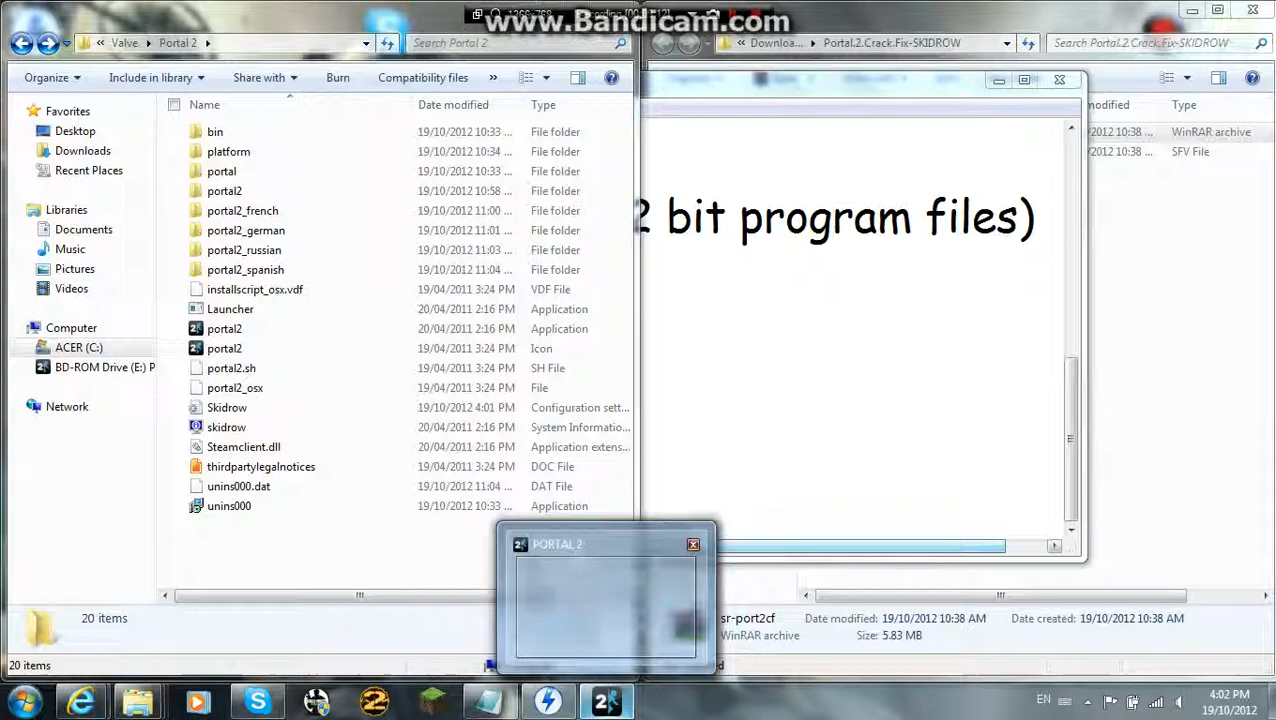 www.Bandicam.com
Valve
Portal 2
Search Portal 2
Downloa...
Portal.2.Crack.Fix-SKIDROW
Search Portal.2.Crack.Fix-SKIDROW
Organize
Include in library
Share with
Burn
Compatibility files
»
Favorites
Desktop
Downloads
Recent Places
Libraries
Documents
Music
Pictures
Videos
Computer
ACER (C:)
BD-ROM Drive (E:) P
Network
Name Date modified Type
bin 19/10/2012 10:33 ... File folder
platform 19/10/2012 10:34 ... File folder
portal 19/10/2012 10:33 ... File folder
portal2 19/10/2012 10:58 ... File folder
portal2_french 19/10/2012 11:00 ... File folder
portal2_german 19/10/2012 11:01 ... File folder
portal2_russian 19/10/2012 11:03 ... File folder
portal2_spanish 19/10/2012 11:04 ... File folder
installscript_osx.vdf 19/04/2011 3:24 PM VDF File
Launcher 20/04/2011 2:16 PM Application
portal2 20/04/2011 2:16 PM Application
portal2 19/04/2011 3:24 PM Icon
portal2.sh 19/04/2011 3:24 PM SH File
portal2_osx 19/04/2011 3:24 PM File
Skidrow 19/10/2012 4:01 PM Configuration sett...
skidrow 20/04/2011 2:16 PM System Informatio...
Steamclient.dll 20/04/2011 2:16 PM Application extens...
thirdpartylegalnotices 19/04/2011 3:24 PM DOC File
unins000.dat 19/10/2012 11:04 ... DAT File
unins000 19/10/2012 10:33 ... Application
2 bit program files)
modified Type
/2012 10:38 ... WinRAR archive
/2012 10:38 ... SFV File
PORTAL 2
20 items
sr-port2cf Date modified: 19/10/2012 10:38 AM Date created: 19/10/2012 10:38 AM
WinRAR archive Size: 5.83 MB
20 items
EN
4:02 PM
19/10/2012